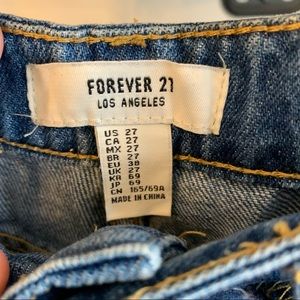 FOREVER 21
LOS ANGELES
US 27
CA 27
MX 27
BR 27
EU 38
UK 27
KR 69
JP 69
CN 165/69A
MADE IN CHINA